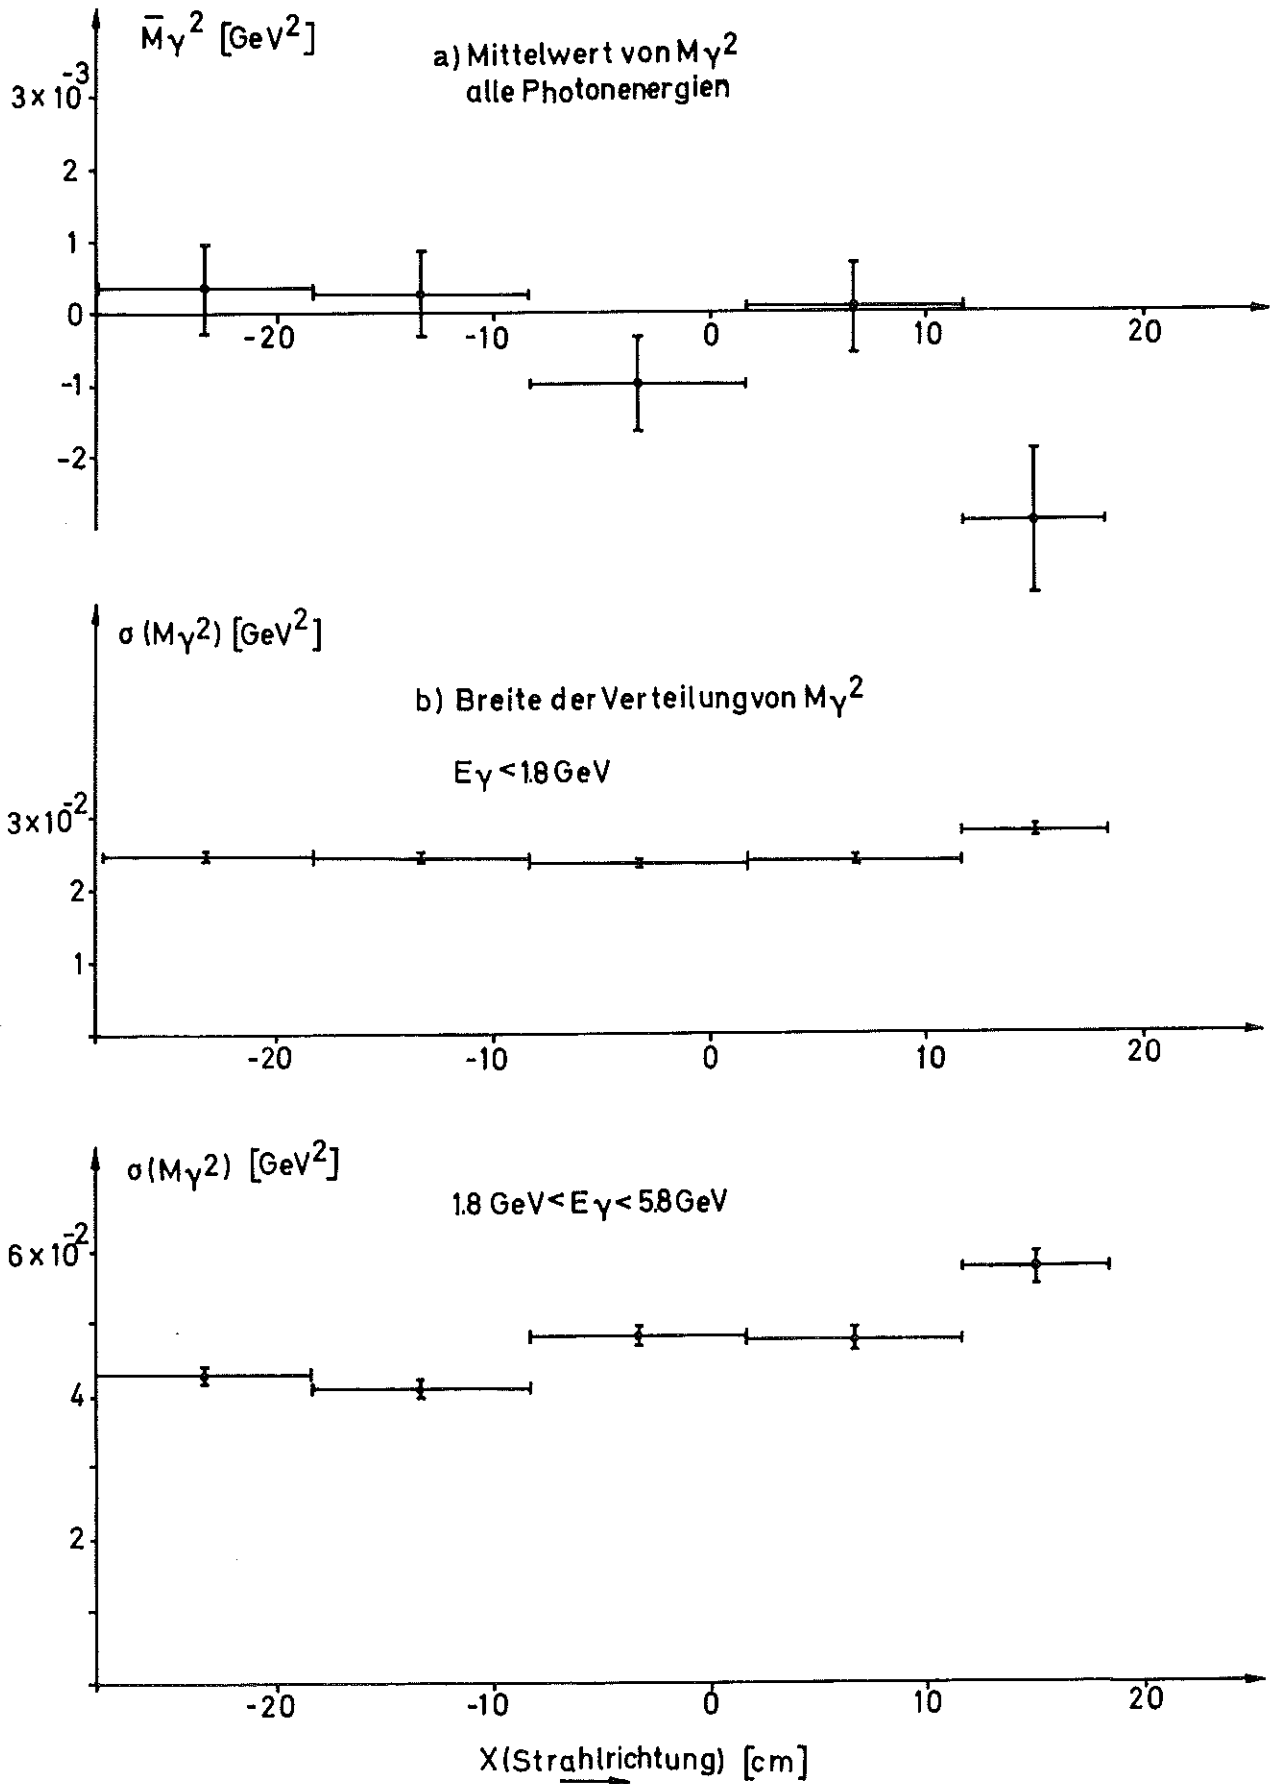 M̄γ² [GeV²]
a) Mittelwert von Mγ²
alle Photonenergien
3×10⁻³
2
1
0
-1
-2
-20 -10 0 10 20
σ (Mγ²) [GeV²]
b) Breite der Verteilung von Mγ²
Eγ < 1.8 GeV
3×10⁻²
2
1
-20 -10 0 10 20
σ(Mγ²) [GeV²]
1.8 GeV < Eγ < 5.8 GeV
6×10⁻²
4
2
-20 -10 0 10 20
X(Strahlrichtung) [cm]